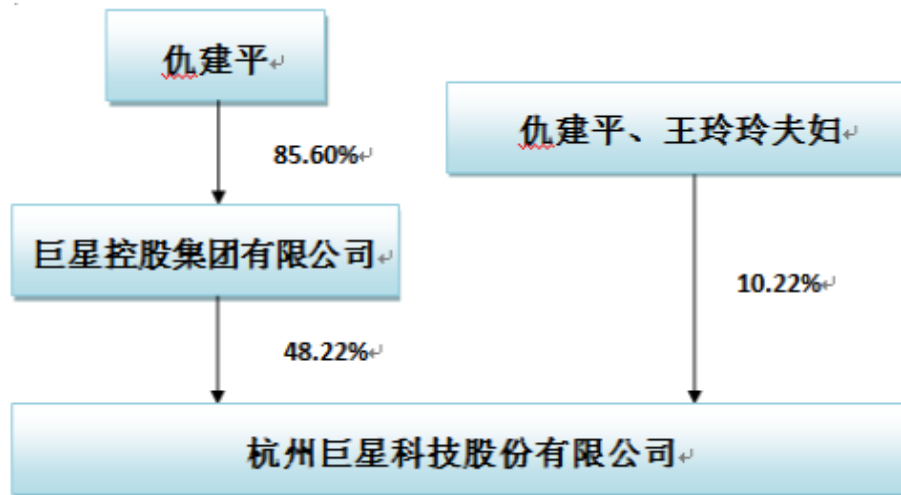 仇建平
仇建平、王玲玲夫妇
85.60%
巨星控股集团有限公司
10.22%
48.22%
杭州巨星科技股份有限公司